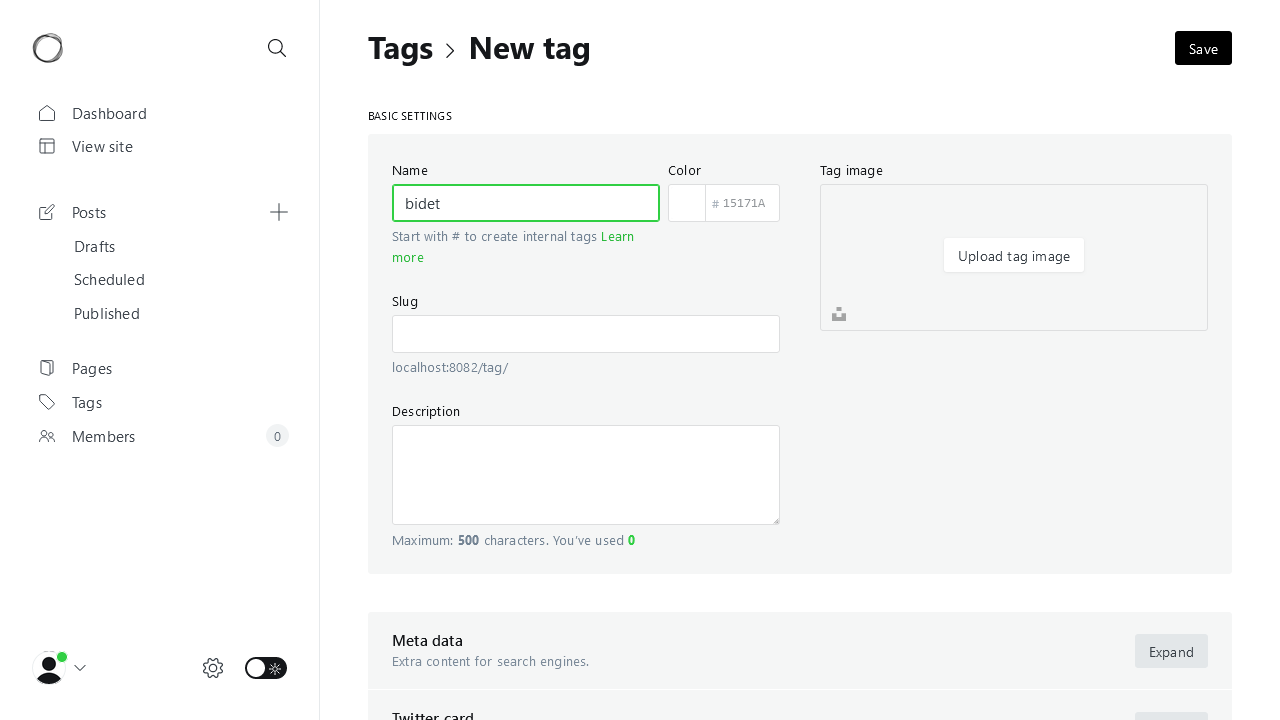 Tags > New tag
Save
Dashboard
View site
Posts
Drafts
Scheduled
Published
Pages
Tags
Members
0
BASIC SETTINGS
Name
bidet
Start with # to create internal tags Learn
more
Color
# 15171A
Slug
localhost:8082/tag/
Description
Maximum: 500 characters. You've used 0
Tag image
Upload tag image
Meta data
Extra content for search engines.
Expand
Twitter card